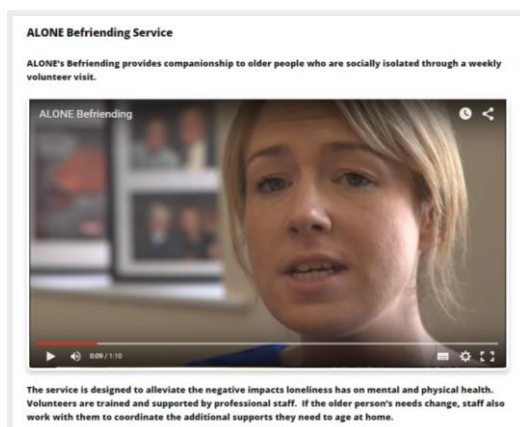 ALONE Befriending Service
ALONE's Befriending provides companionship to older people who are socially isolated through a weekly
volunteer visit.
ALONE Befriending
0:09 / 1:10
The service is designed to alleviate the negative impacts loneliness has on mental and physical health.
Volunteers are trained and supported by professional staff. If the older person's needs change, staff also
work with them to coordinate the additional supports they need to age at home.